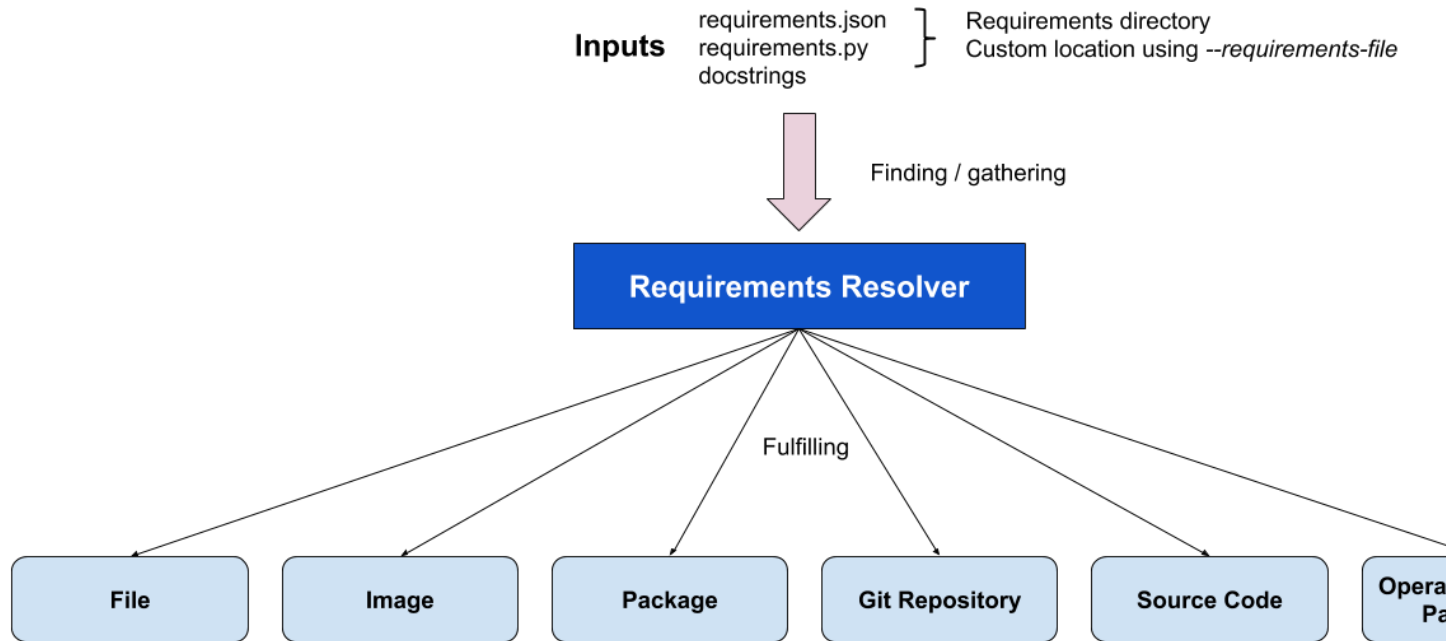 Inputs
requirements.json
requirements.py
docstrings
Requirements directory
Custom location using --requirements-file
Finding / gathering
Requirements Resolver
Fulfilling
File
Image
Package
Git Repository
Source Code